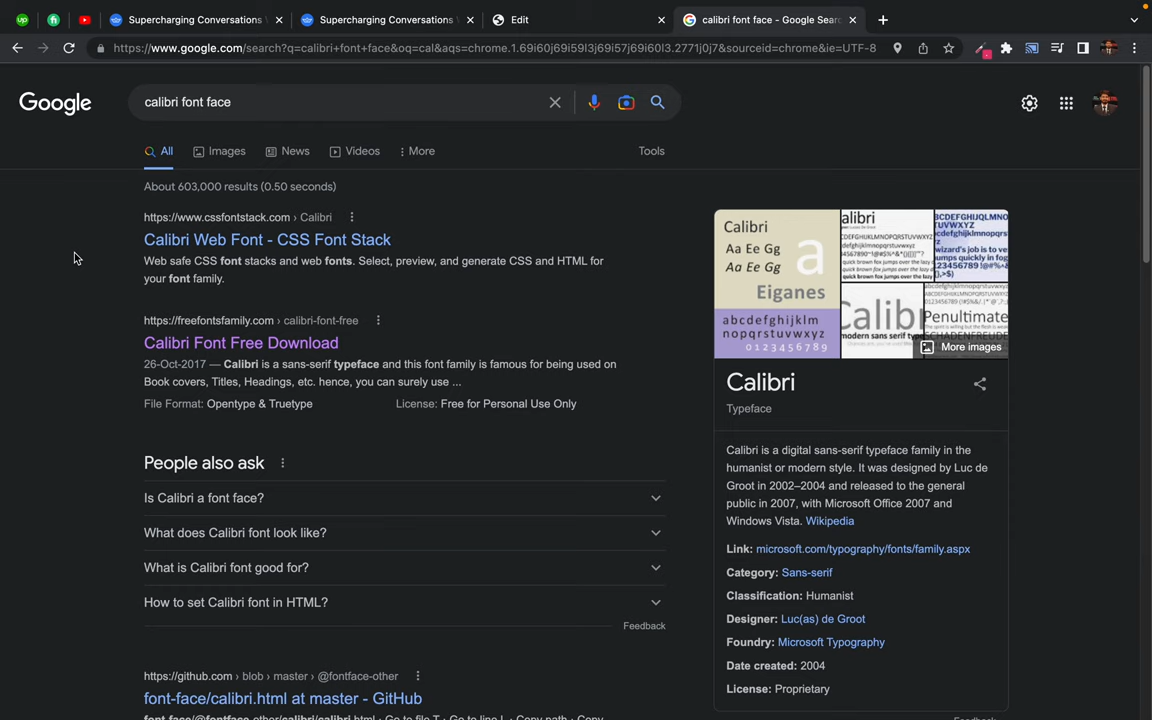 Supercharging Conversations
Supercharging Conversations
Edit
calibri font face - Google Sear
https://www.google.com/search?q=calibri+font+face&oq=cal&aqs=chrome.1.69i60j69i59l3j69i57j69i60l3.2771j0j7&sourceid=chrome&ie=UTF-8
Google
calibri font face
All
Images
News
Videos
More
Tools
About 603,000 results (0.50 seconds)
https://www.cssfontstack.com › Calibri
Calibri Web Font - CSS Font Stack
Web safe CSS font stacks and web fonts. Select, preview, and generate CSS and HTML for
your font family.
https://freefontsfamily.com › calibri-font-free
Calibri Font Free Download
26-Oct-2017 — Calibri is a sans-serif typeface and this font family is famous for being used on
Book covers, Titles, Headings, etc. hence, you can surely use ...
File Format: Opentype & Truetype
License: Free for Personal Use Only
People also ask
Is Calibri a font face?
What does Calibri font look like?
What is Calibri font good for?
How to set Calibri font in HTML?
Feedback
https://github.com › blob › master › @fontface-other
font-face/calibri.html at master - GitHub
Calibri
Aa Ee Gg
Aa Ee Gg
a
Eiganes
abcdefghijklm
nopqrstuvwxyz
0123456789
Calib
Penultimate
More images
Calibri
Typeface
Calibri is a digital sans-serif typeface family in the
humanist or modern style. It was designed by Luc de
Groot in 2002–2004 and released to the general
public in 2007, with Microsoft Office 2007 and
Windows Vista. Wikipedia
Link: microsoft.com/typography/fonts/family.aspx
Category: Sans-serif
Classification: Humanist
Designer: Luc(as) de Groot
Foundry: Microsoft Typography
Date created: 2004
License: Proprietary